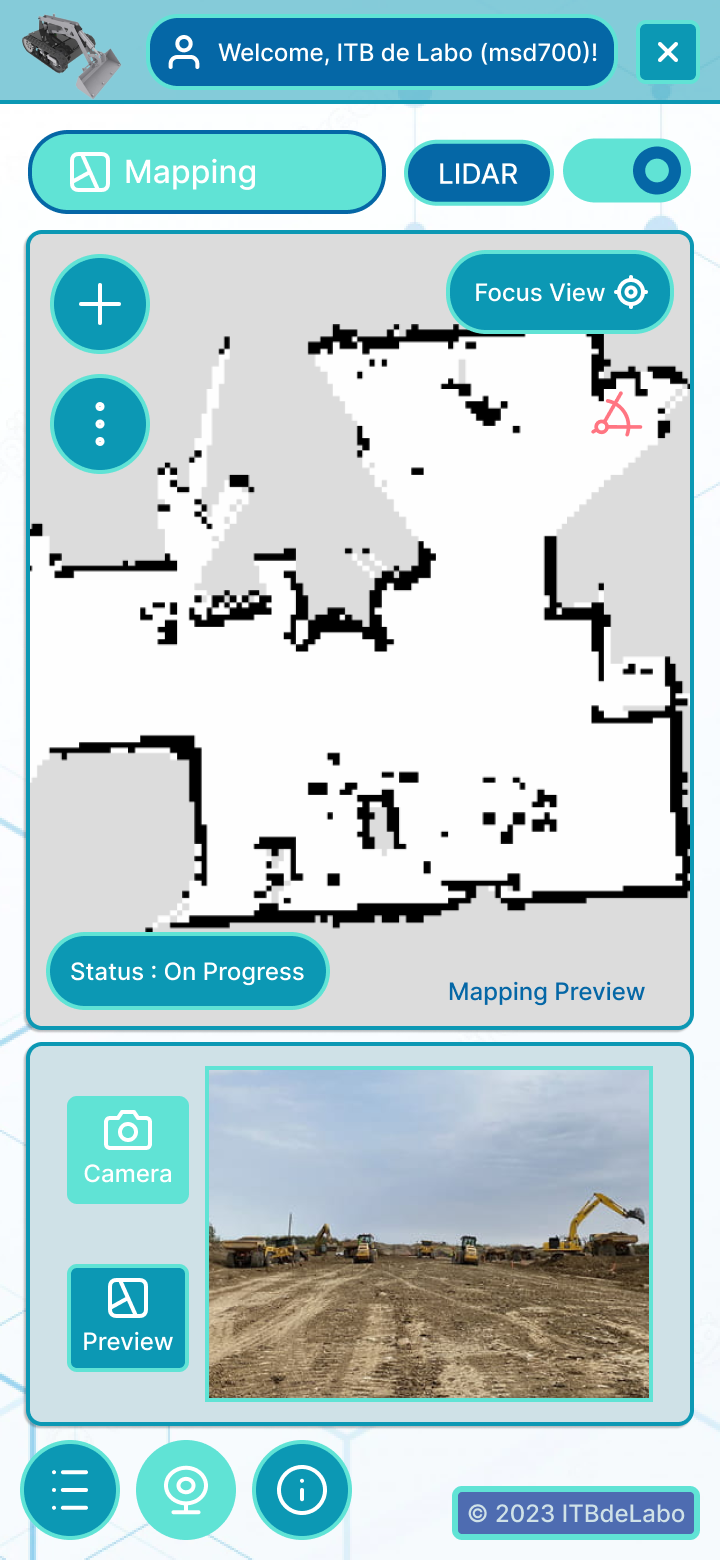 Welcome, ITB de Labo (msd700)!
Mapping
LIDAR
Focus View
Status : On Progress
Mapping Preview
Camera
Preview
© 2023 ITBdeLabo